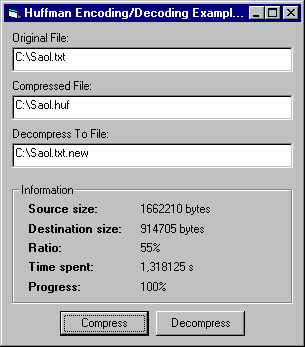 Huffman Encoding/Decoding Exampl...
Original File:
C:\Saol.txt
Compressed File:
C:\Saol.huf
Decompress To File:
C:\Saol.txt.new
Information
Source size: 1662210 bytes
Destination size: 914705 bytes
Ratio: 55%
Time spent: 1,318125 s
Progress: 100%
Compress Decompress